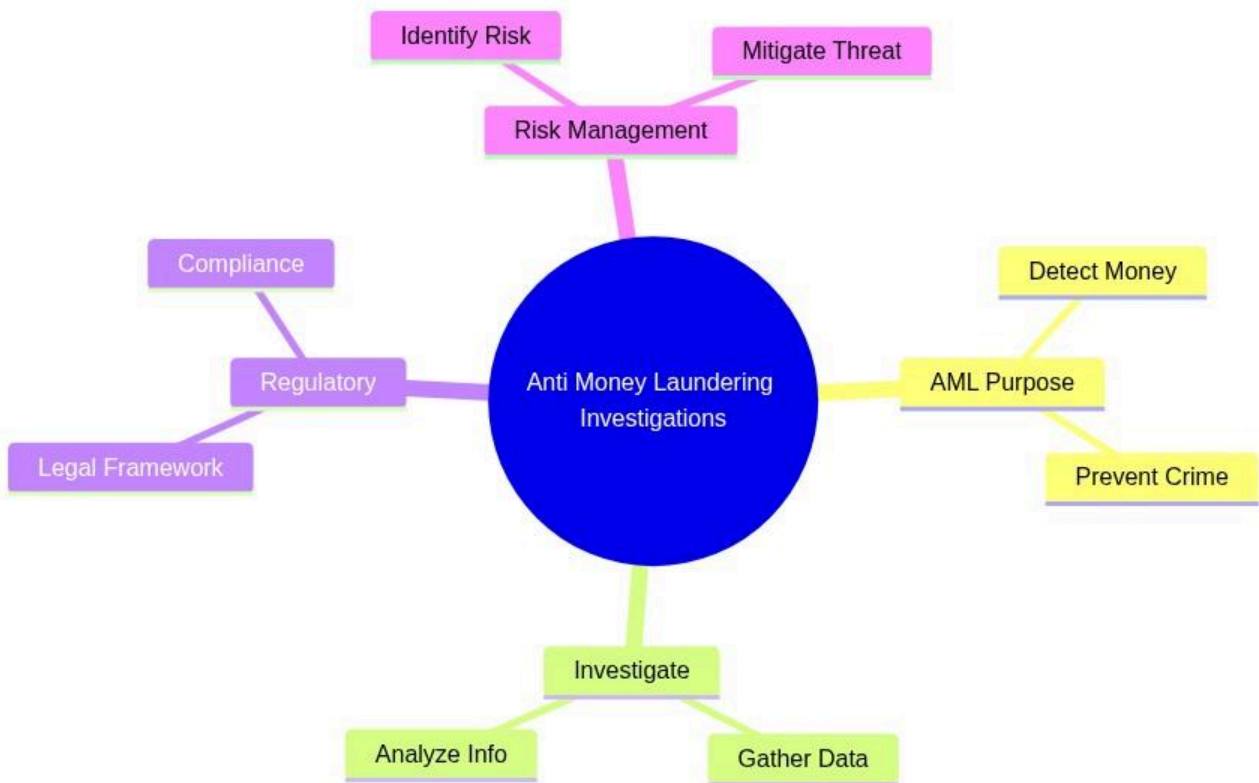 Identify Risk
Mitigate Threat
Risk Management
Compliance
Detect Money
Regulatory
Anti Money Laundering
Investigations
AML Purpose
Legal Framework
Prevent Crime
Investigate
Analyze Info
Gather Data